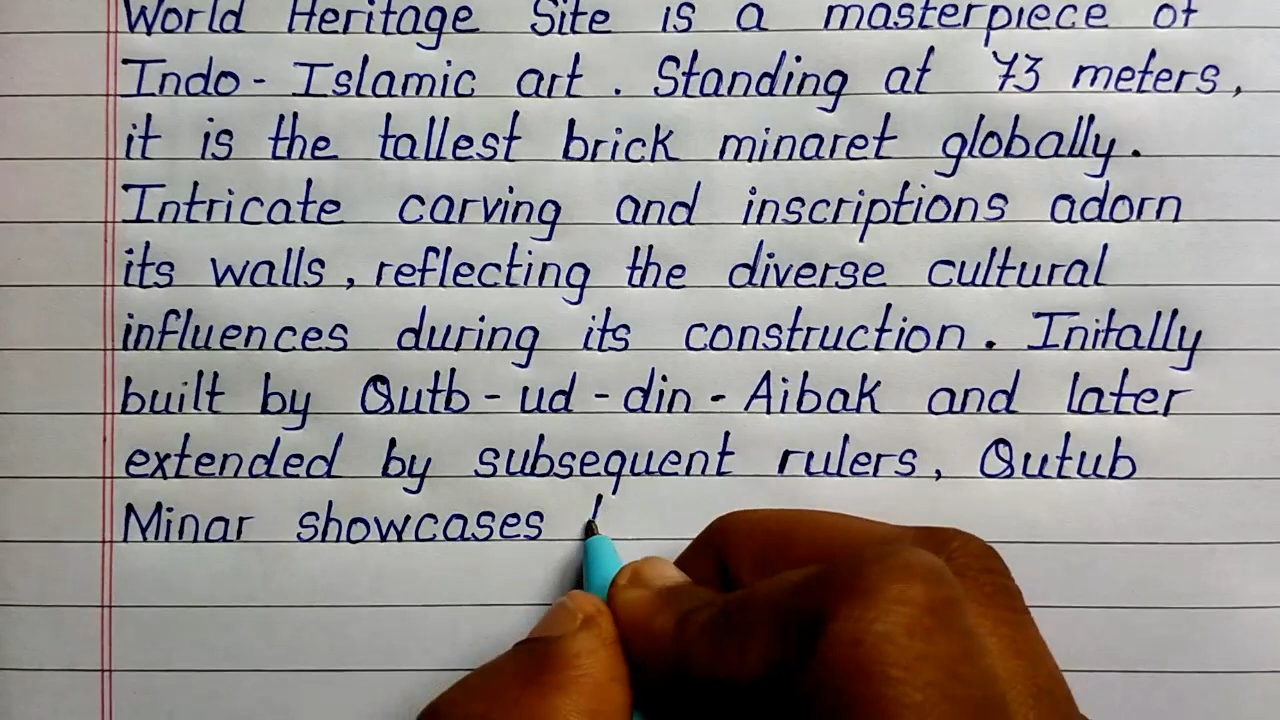 World Heritage Site is a masterpiece of
Indo - Islamic art . Standing at 73 meters,
it is the tallest brick minaret globally.
Intricate carving and inscriptions adorn
its walls , reflecting the diverse cultural
influences during its construction . Initally
built by Qutb - ud - din - Aibak and later
extended by subsequent rulers, Qutub
Minar showcases